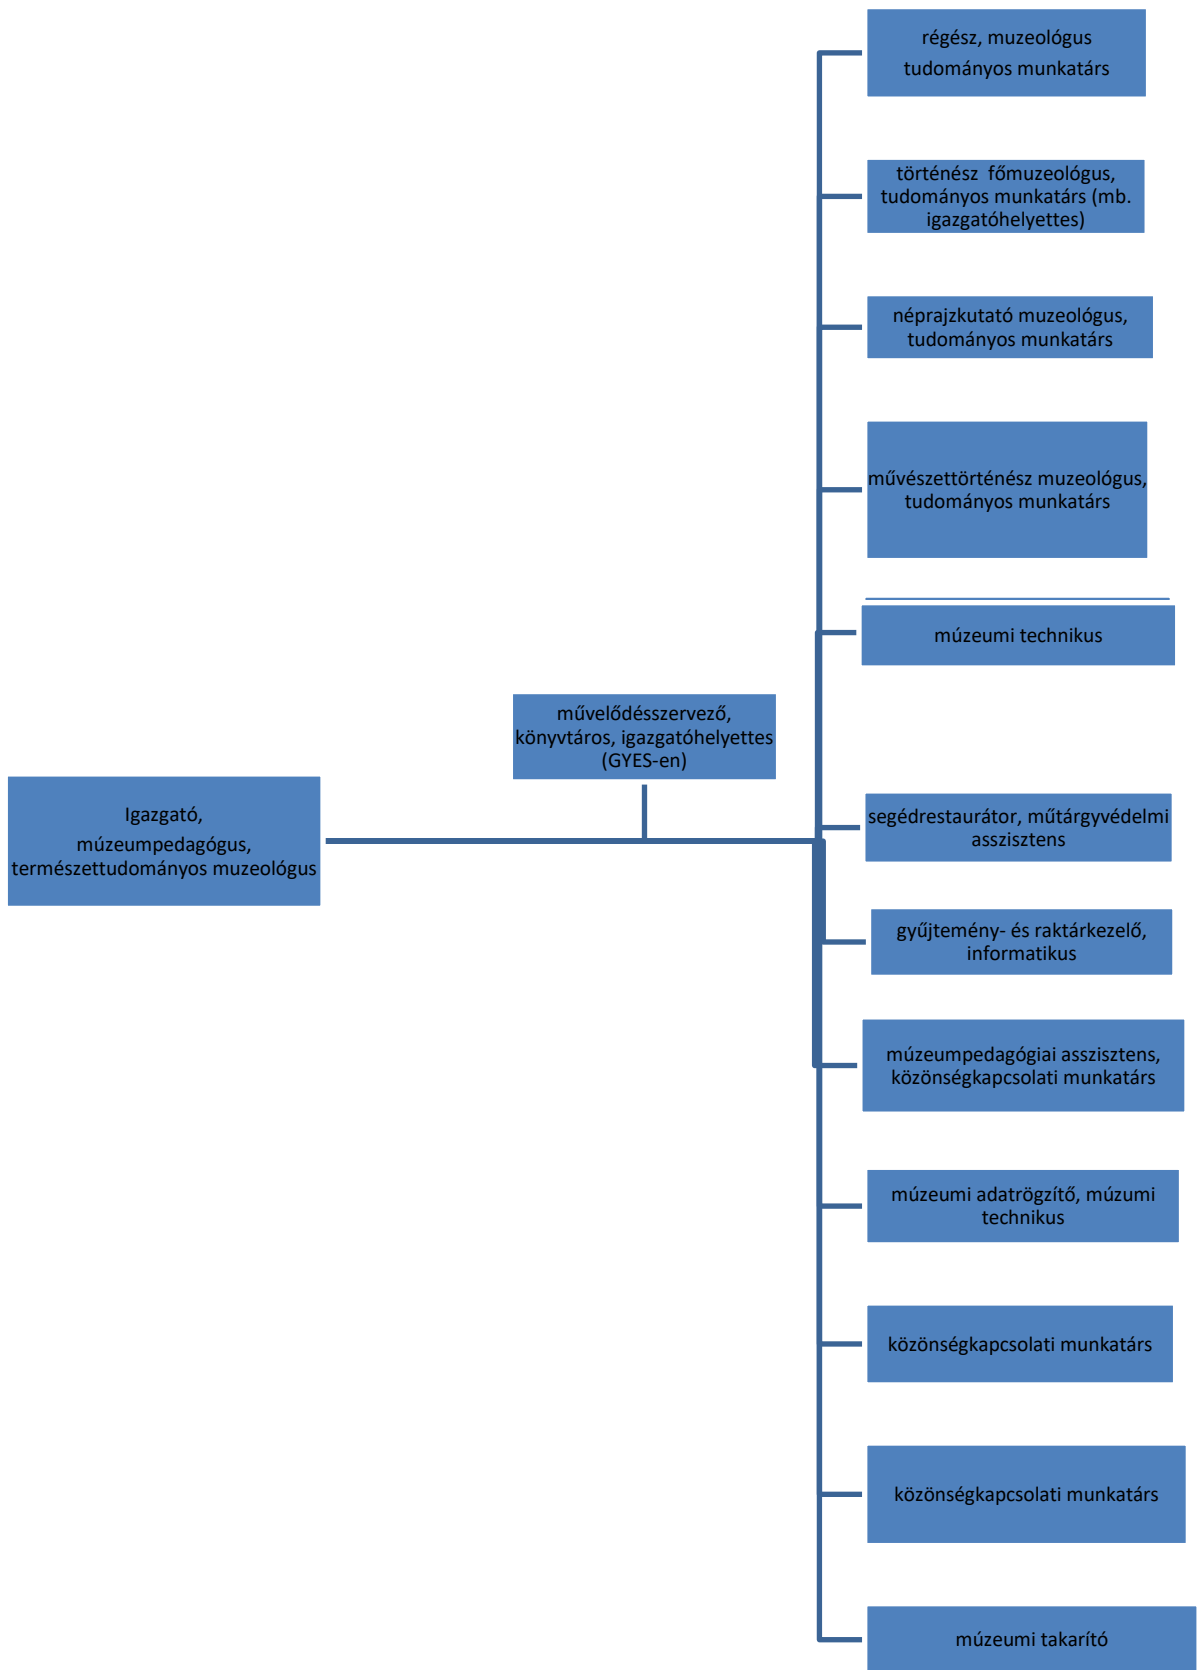 régész, muzeológus
tudományos munkatárs
történész  főmuzeológus,
tudományos munkatárs (mb.
igazgatóhelyettes)
néprajzkutató muzeológus,
tudományos munkatárs
művészettörténész muzeológus,
tudományos munkatárs
múzeumi technikus
művelődésszervező,
könyvtáros, igazgatóhelyettes
(GYES-en)
Igazgató,
múzeumpedagógus,
természettudományos muzeológus
segédrestaurátor, műtárgyvédelmi
asszisztens
gyűjtemény- és raktárkezelő,
informatikus
múzeumpedagógiai asszisztens,
közönségkapcsolati munkatárs
múzeumi adatrögzítő, múzumi
technikus
közönségkapcsolati munkatárs
közönségkapcsolati munkatárs
múzeumi takarító